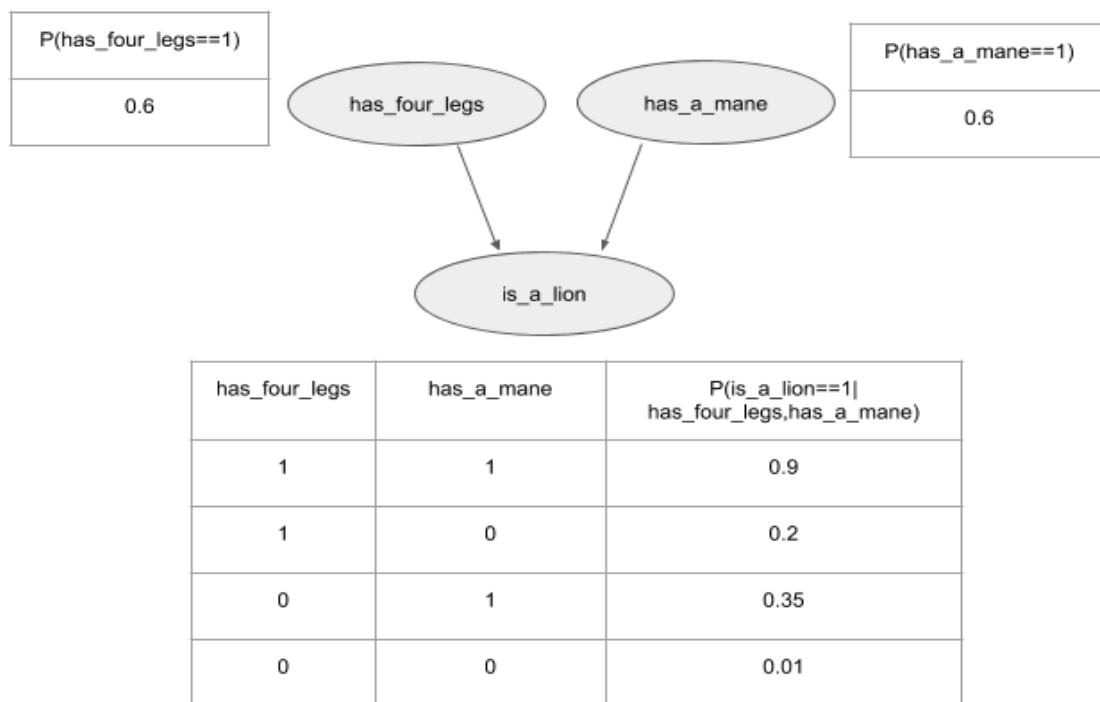 P(has_four_legs==1)
0.6
has_four_legs
has_a_mane
P(has_a_mane==1)
0.6
is_a_lion
has_four_legs has_a_mane P(is_a_lion==1|
has_four_legs,has_a_mane)
1 1 0.9
1 0 0.2
0 1 0.35
0 0 0.01